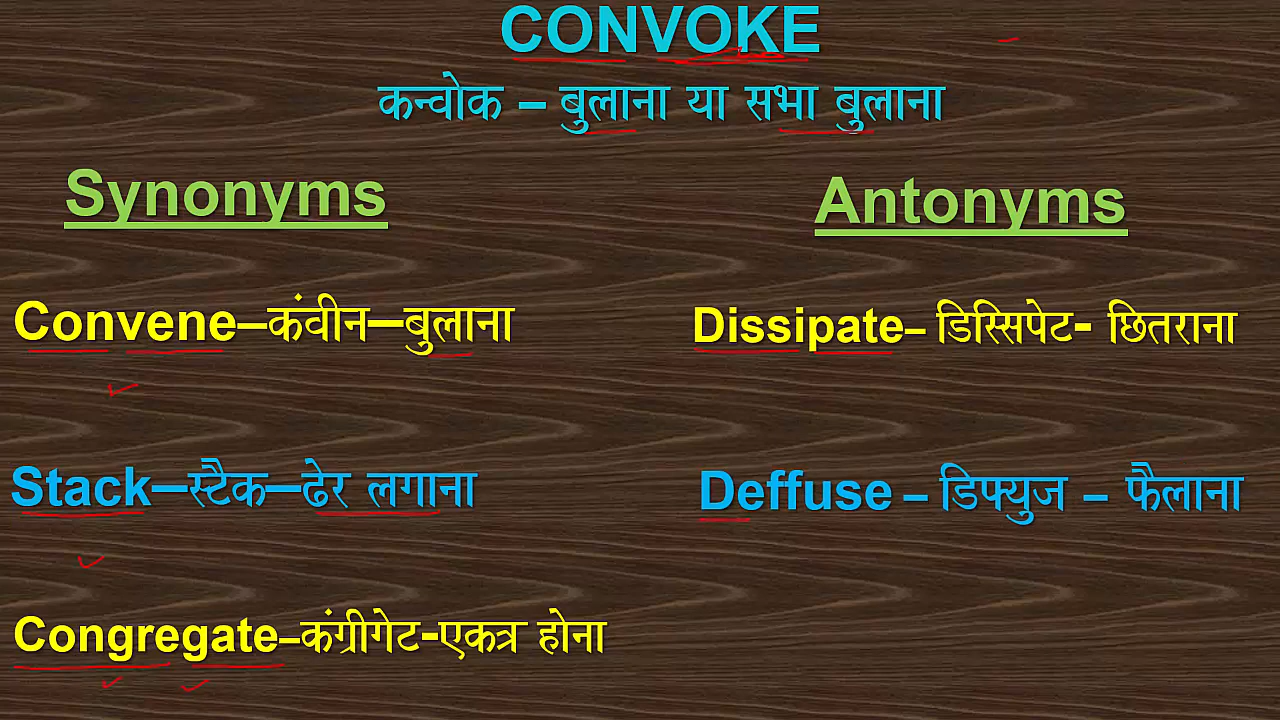 CONVOKE
कन्वोक – बुलाना या सभा बुलाना
Synonyms
Antonyms
Convene–कंवीन–बुलाना
Dissipate– डिस्सिपेट- छितराना
Stack–स्टैक–ढेर लगाना
Deffuse – डिफ्युज – फैलाना
Congregate–कंग्रीगेट-एकत्र होना